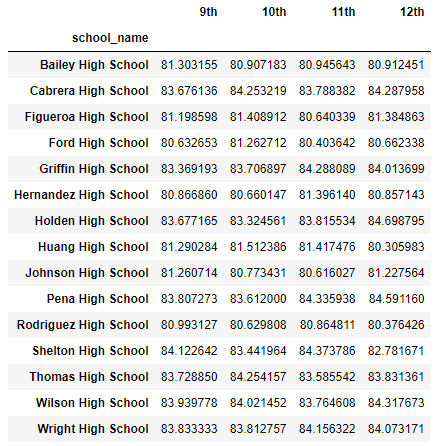 9th 10th 11th 12th
school_name
Bailey High School 81.303155 80.907183 80.945643 80.912451
Cabrera High School 83.676136 84.253219 83.788382 84.287958
Figueroa High School 81.198598 81.408912 80.640339 81.384863
Ford High School 80.632653 81.262712 80.403642 80.662338
Griffin High School 83.369193 83.706897 84.288089 84.013699
Hernandez High School 80.866860 80.660147 81.396140 80.857143
Holden High School 83.677165 83.324561 83.815534 84.698795
Huang High School 81.290284 81.512386 81.417476 80.305983
Johnson High School 81.260714 80.773431 80.616027 81.227564
Pena High School 83.807273 83.612000 84.335938 84.591160
Rodriguez High School 80.993127 80.629808 80.864811 80.376426
Shelton High School 84.122642 83.441964 84.373786 82.781671
Thomas High School 83.728850 84.254157 83.585542 83.831361
Wilson High School 83.939778 84.021452 83.764608 84.317673
Wright High School 83.833333 83.812757 84.156322 84.073171